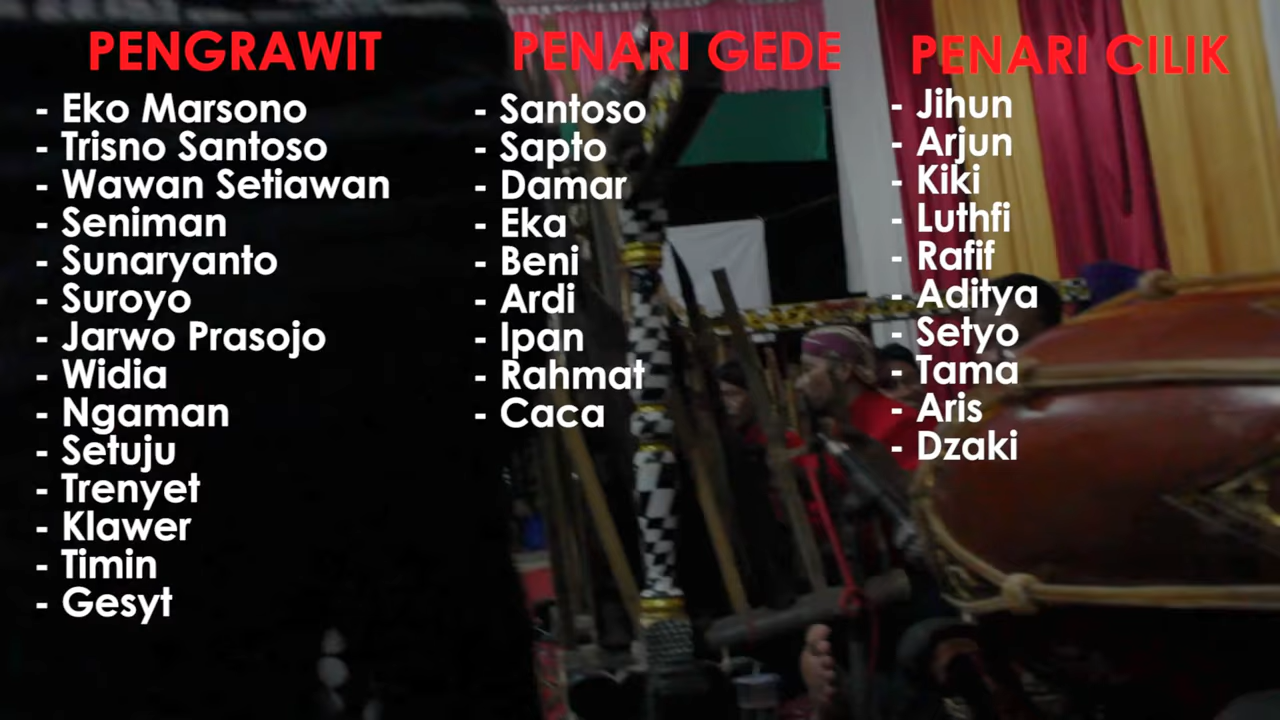 PENGRAWIT
- Eko Marsono
- Trisno Santoso
- Wawan Setiawan
- Seniman
- Sunaryanto
- Suroyo
- Jarwo Prasojo
- Widia
- Ngaman
- Setuju
- Trenyet
- Klawer
- Timin
- Gesyt
PENARI GEDE
- Santoso
- Sapto
- Damar
- Eka
- Beni
- Ardi
- Ipan
- Rahmat
- Caca
PENARI CILIK
- Jihun
- Arjun
- Kiki
- Luthfi
- Rafif
- Aditya
- Setyo
- Tama
- Aris
- Dzaki